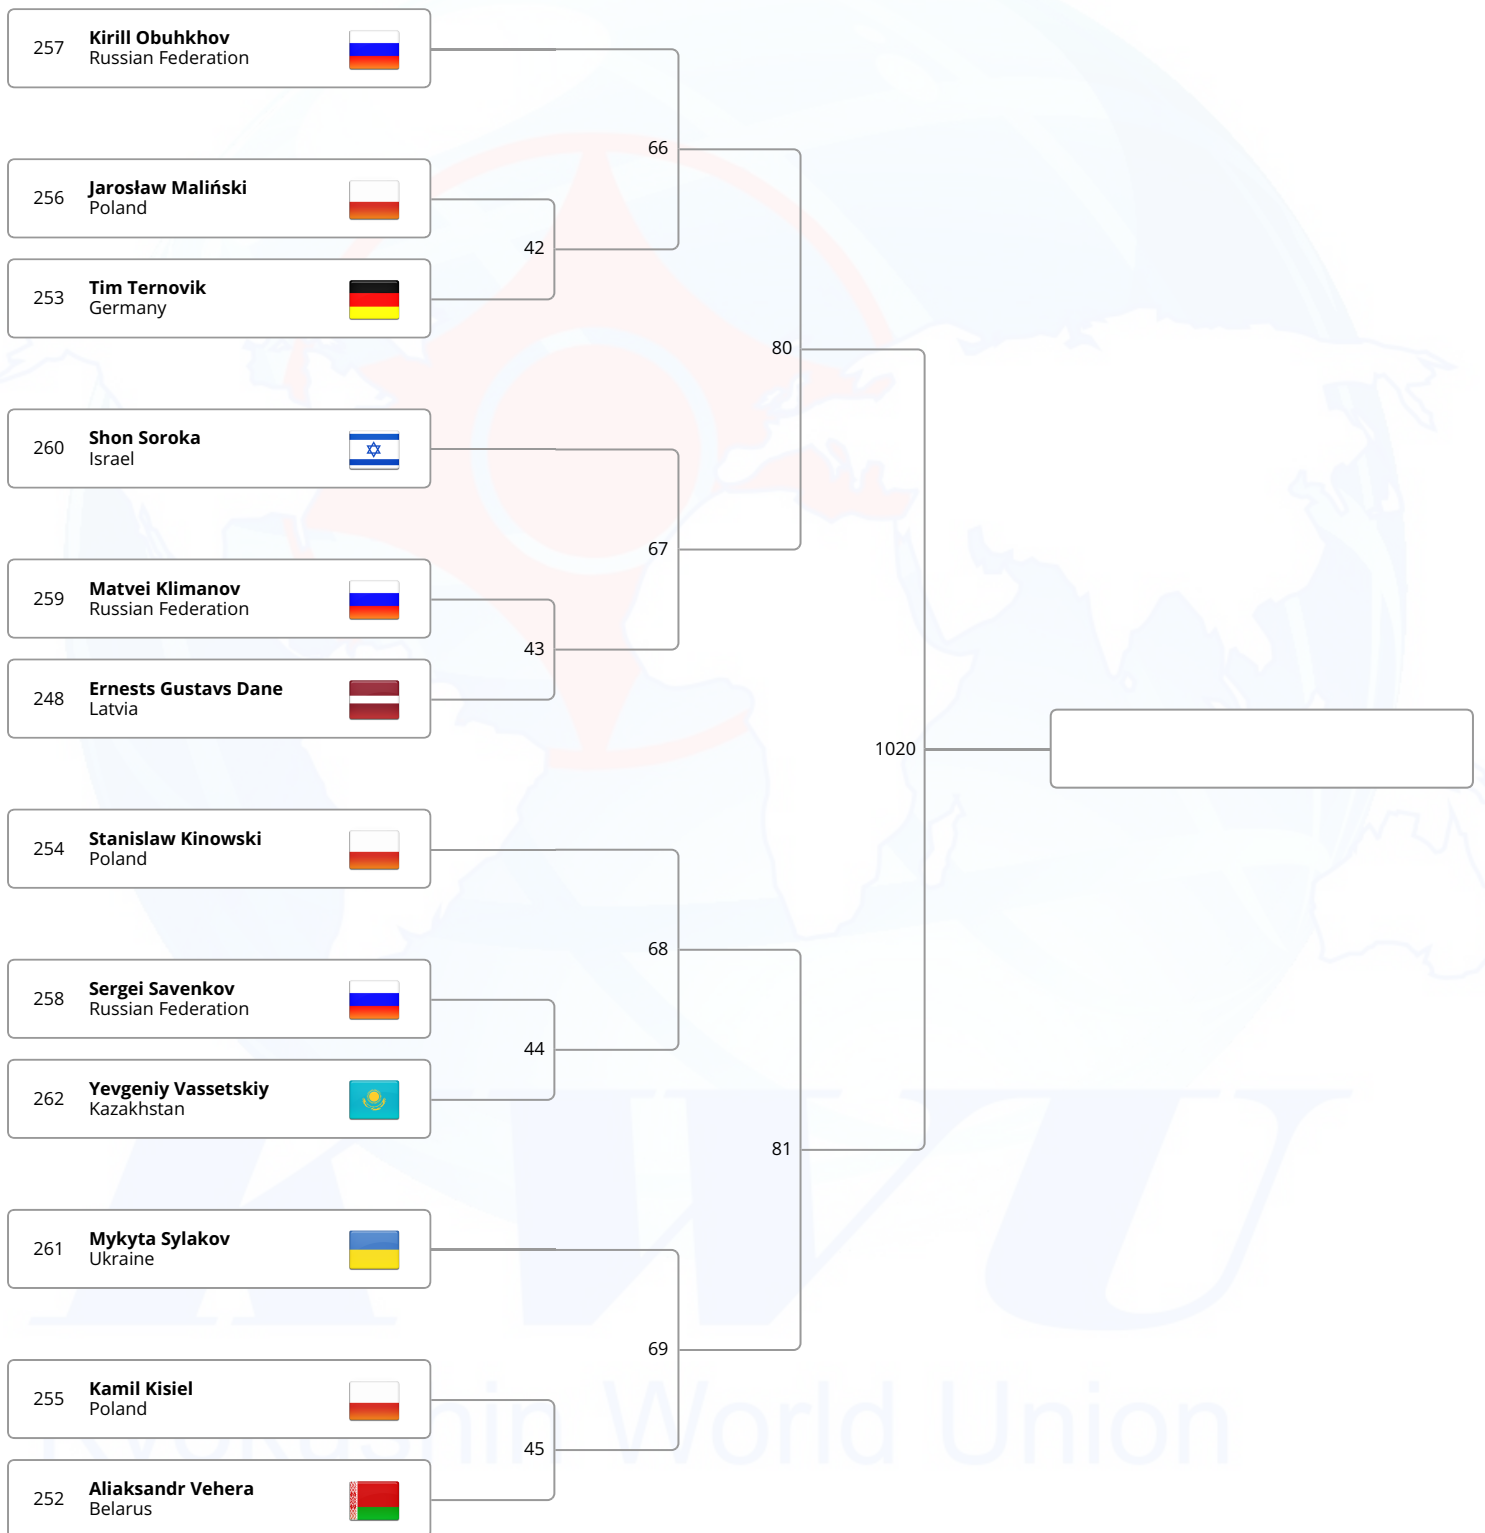 257
Kirill Obuhkhov
Russian Federation
66
256
Jarosław Maliński
Poland
42
253
Tim Ternovik
Germany
80
260
Shon Soroka
Israel
67
259
Matvei Klimanov
Russian Federation
43
248
Ernests Gustavs Dane
Latvia
1020
254
Stanislaw Kinowski
Poland
68
258
Sergei Savenkov
Russian Federation
44
262
Yevgeniy Vassetskiy
Kazakhstan
81
261
Mykyta Sylakov
Ukraine
KWU
69
255
Kamil Kisiel
Poland
Kyokushin World Union
45
252
Aliaksandr Vehera
Belarus